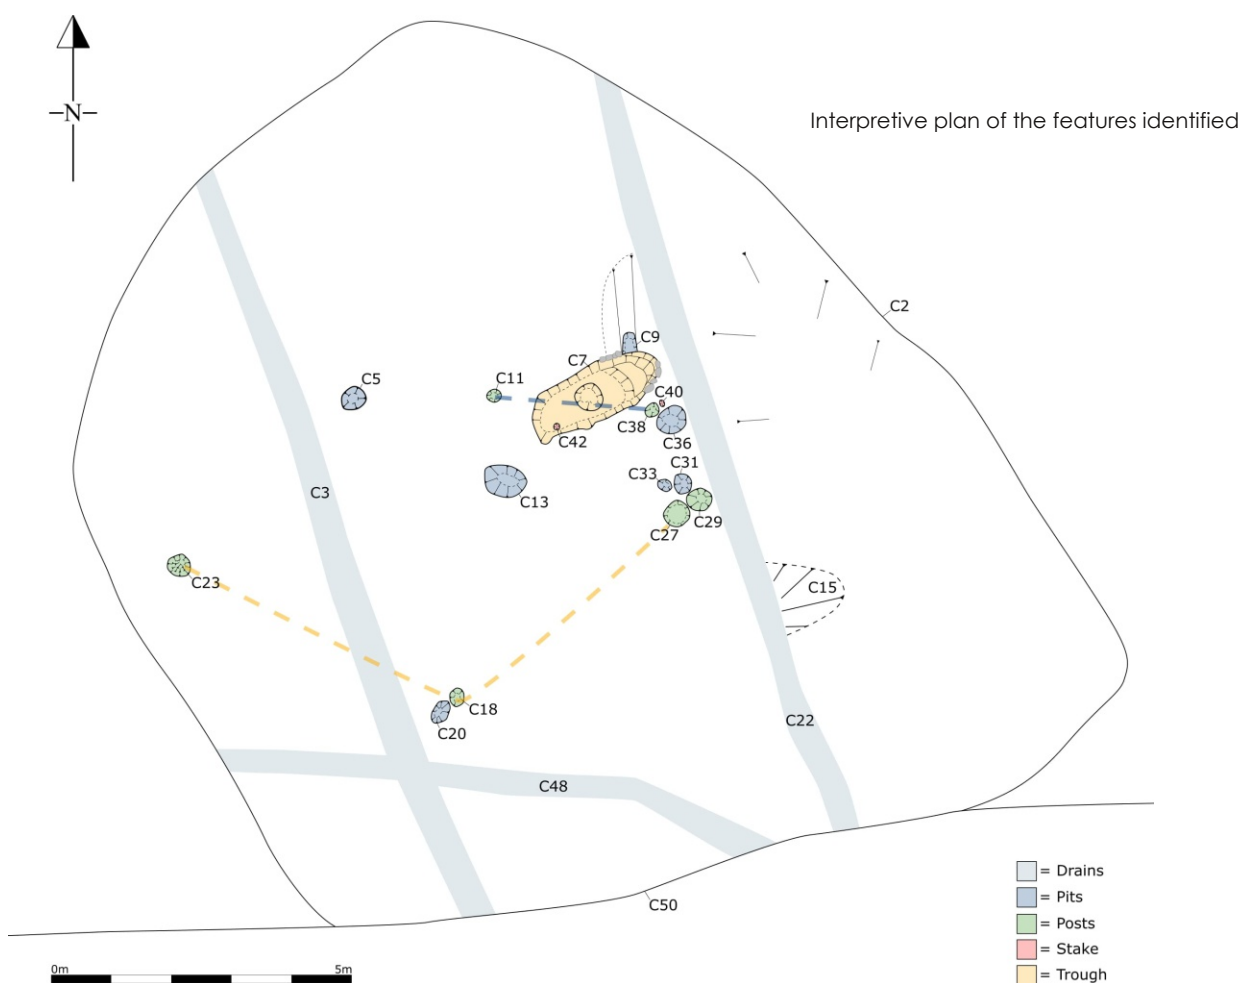 Interpretive plan of the features identified
N
C2
C9
C7
C5
C11
C40
C38
C36
C42
C31
C33
C13
C3
C29
C27
C23
C15
C18
C20
C22
C48
C50
= Drains
= Pits
= Posts
= Stake
= Trough
0m 5m